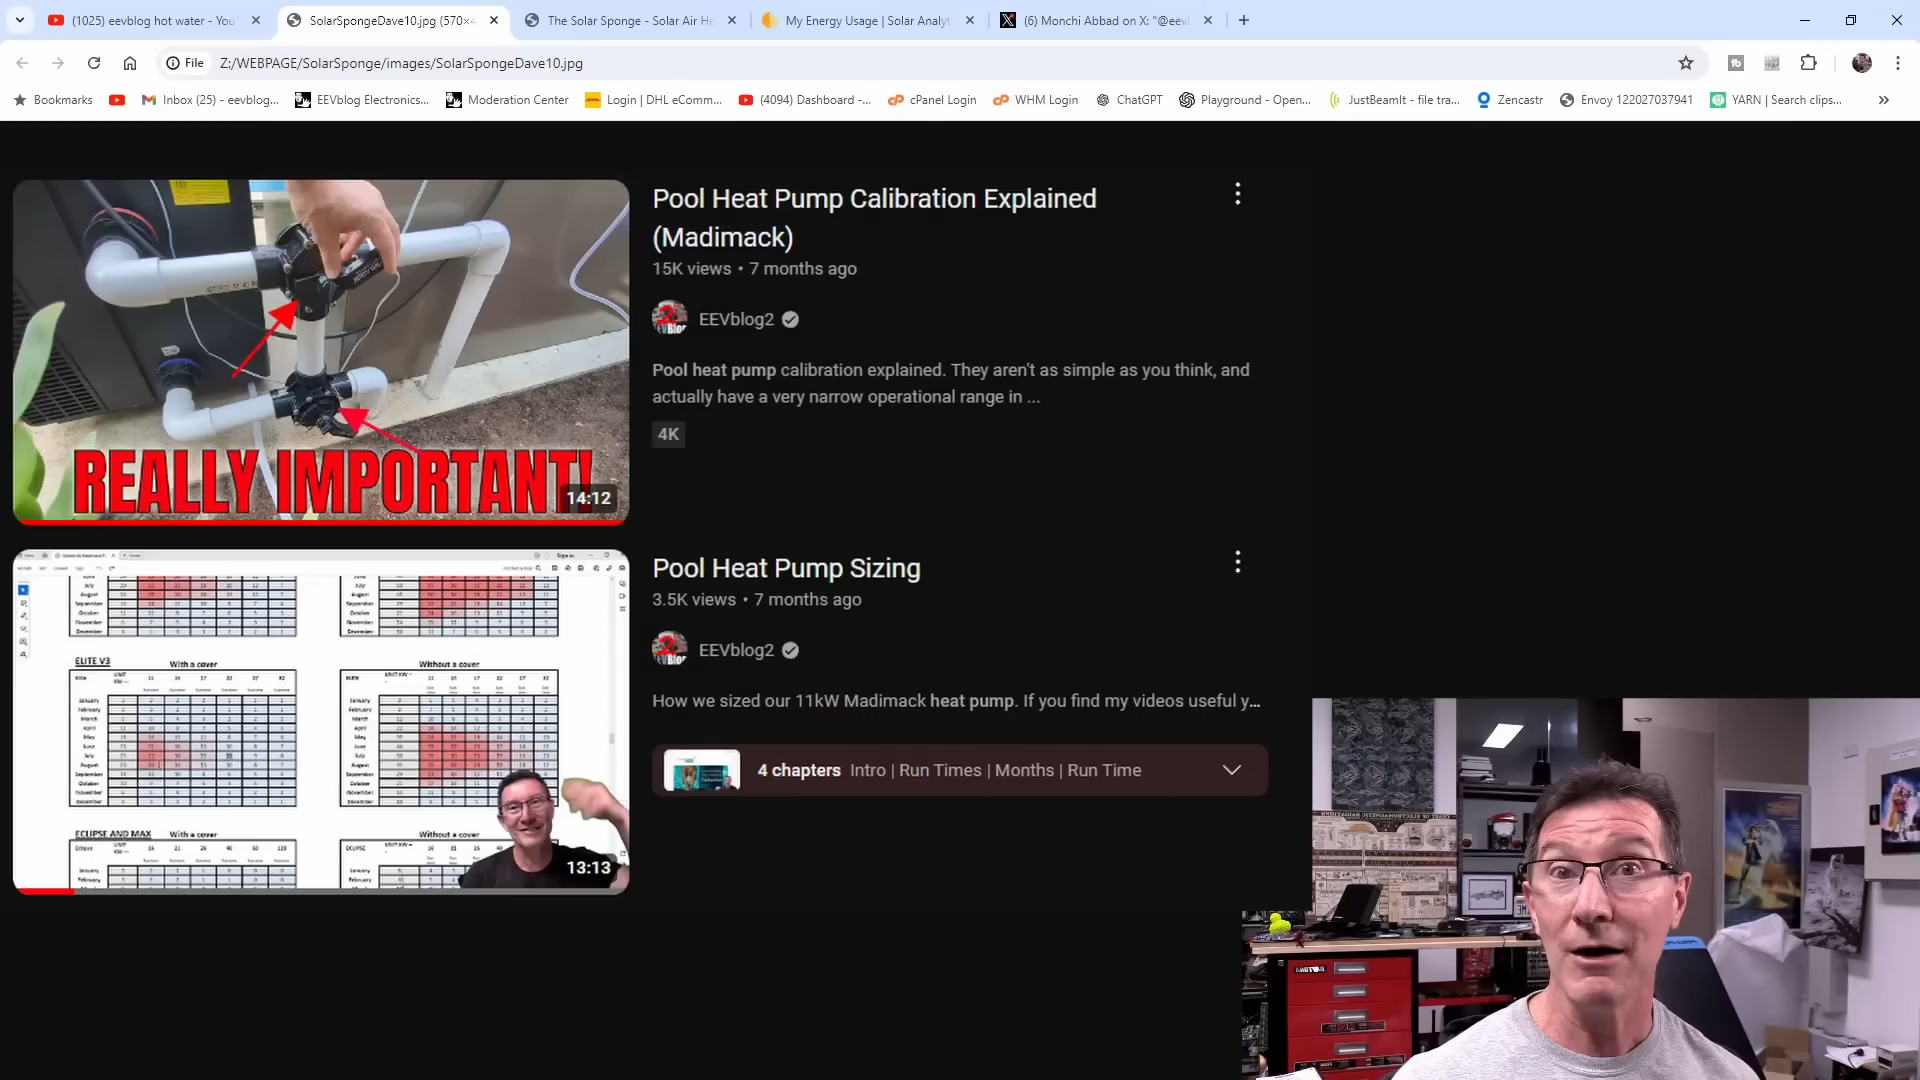 (1025) eevblog hot water - You
SolarSpongeDave10.jpg (570×4
The Solar Sponge - Solar Air He
My Energy Usage | Solar Analyt
(6) Monchi Abbad on X: "@eevl
File
Z:/WEBPAGE/SolarSponge/images/SolarSpongeDave10.jpg
Bookmarks
Inbox (25) - eevblog...
EEVblog Electronics...
Moderation Center
Login | DHL eComm...
(4094) Dashboard -...
cPanel Login
WHM Login
ChatGPT
Playground - Open...
JustBeamIt - file tra...
Zencastr
Envoy 122027037941
YARN | Search clips...
REALLY IMPORTANT!
14:12
Pool Heat Pump Calibration Explained
(Madimack)
15K views • 7 months ago
EEVblog2
Pool heat pump calibration explained. They aren't as simple as you think, and
actually have a very narrow operational range in ...
4K
ELITE V3
With a cover
Without a cover
ECLIPSE AND MAX
With a cover
Without a cover
13:13
Pool Heat Pump Sizing
3.5K views • 7 months ago
EEVblog2
How we sized our 11kW Madimack heat pump. If you find my videos useful y...
4 chapters Intro | Run Times | Months | Run Time